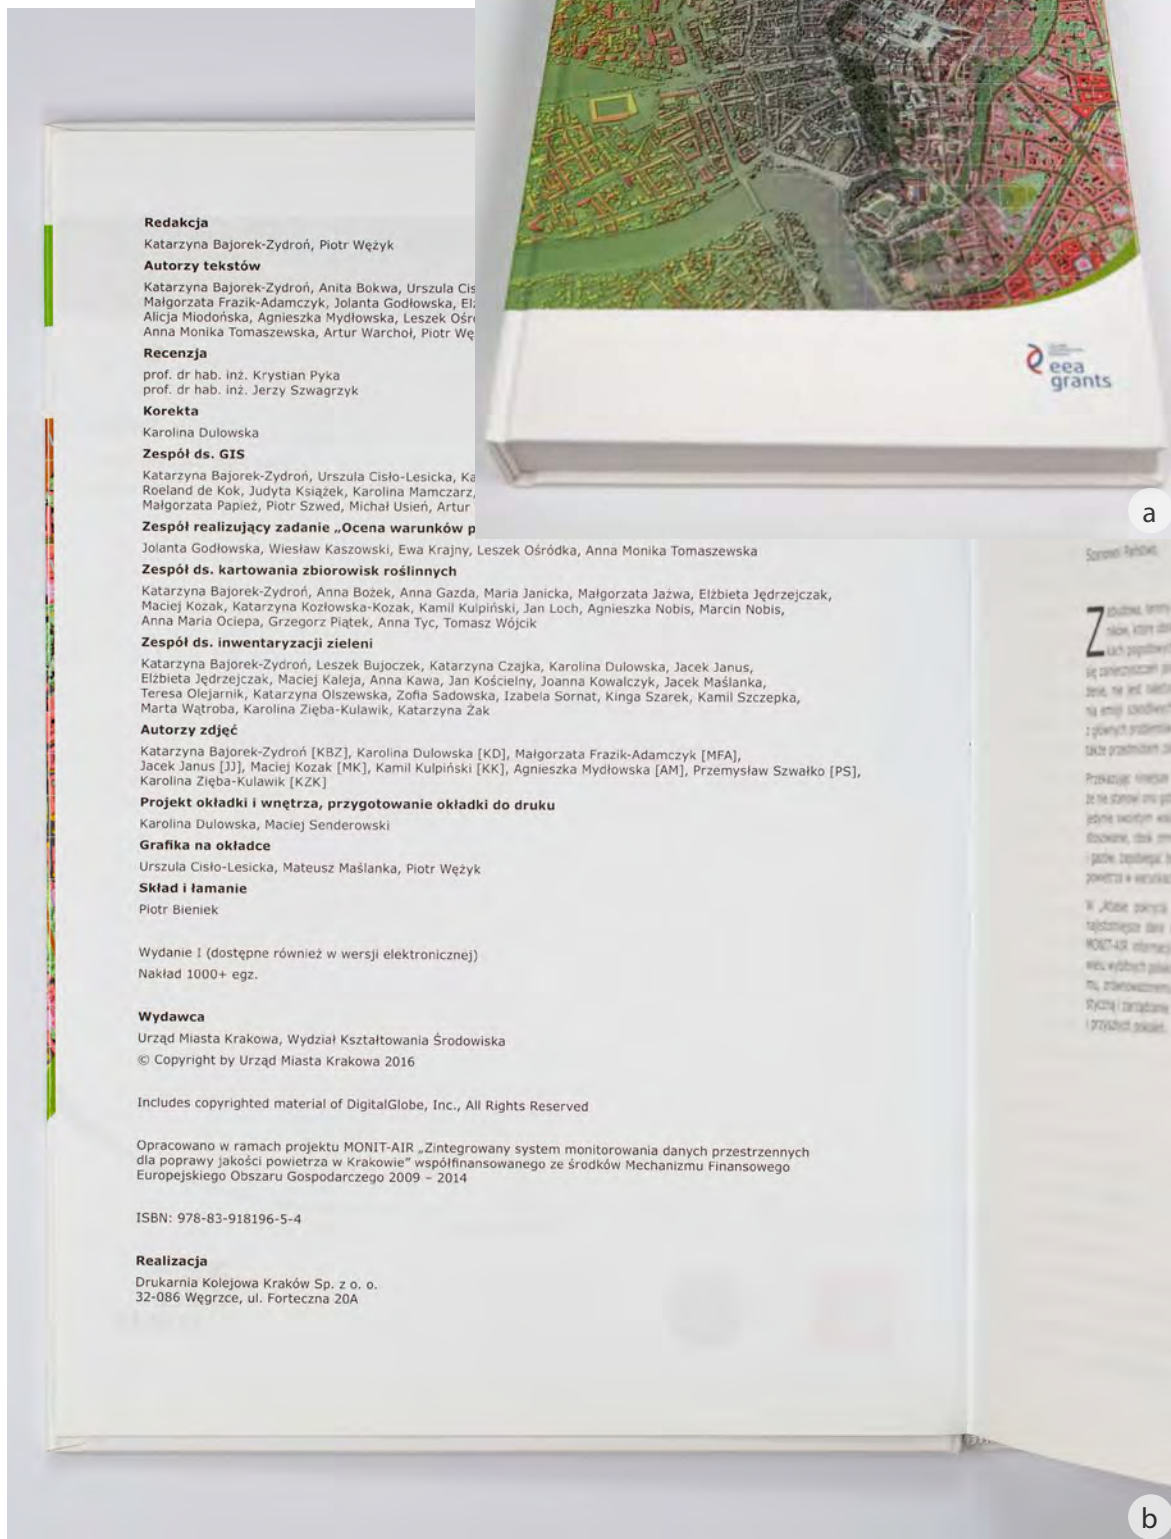 eea
grants
a
Redakcja
Katarzyna Bajorek-Zydroń, Piotr Wężyk
Autorzy tekstów
Katarzyna Bajorek-Zydroń, Anita Bokwa, Urszula Cis
Małgorzata Frazik-Adamczyk, Jolanta Godłowska, El
Alicja Miodońska, Agnieszka Mydłowska, Leszek Ośr
Anna Monika Tomaszewska, Artur Warchoł, Piotr Wę
Recenzja
prof. dr hab. inż. Krystian Pyka
prof. dr hab. inż. Jerzy Szwagrzyk
Korekta
Karolina Dulowska
Zespół ds. GIS
Katarzyna Bajorek-Zydroń, Urszula Cisło-Lesicka, Ka
Roeland de Kok, Judyta Książek, Karolina Mamczarz,
Małgorzata Papież, Piotr Szwed, Michał Usień, Artur
Zespół realizujący zadanie „Ocena warunków p
Jolanta Godłowska, Wiesław Kaszowski, Ewa Krajny, Leszek Ośródka, Anna Monika Tomaszewska
Zespół ds. kartowania zbiorowisk roślinnych
Katarzyna Bajorek-Zydroń, Anna Bożek, Anna Gazda, Maria Janicka, Małgorzata Jaźwa, Elżbieta Jędrzejczak,
Maciej Kozak, Katarzyna Kozłowska-Kozak, Kamil Kulpiński, Jan Loch, Agnieszka Nobis, Marcin Nobis,
Anna Maria Ociepa, Grzegorz Piątek, Anna Tyc, Tomasz Wójcik
Zespół ds. inwentaryzacji zieleni
Katarzyna Bajorek-Zydroń, Leszek Bujoczek, Katarzyna Czajka, Karolina Dulowska, Jacek Janus,
Elżbieta Jędrzejczak, Maciej Kaleja, Anna Kawa, Jan Kościelny, Joanna Kowalczyk, Jacek Maślanka,
Teresa Olejarnik, Katarzyna Olszewska, Zofia Sadowska, Izabela Sornat, Kinga Szarek, Kamil Szczepka,
Marta Wątroba, Karolina Zięba-Kulawik, Katarzyna Żak
Autorzy zdjęć
Katarzyna Bajorek-Zydroń [KBZ], Karolina Dulowska [KD], Małgorzata Frazik-Adamczyk [MFA],
Jacek Janus [JJ], Maciej Kozak [MK], Kamil Kulpiński [KK], Agnieszka Mydłowska [AM], Przemysław Szwałko [PS],
Karolina Zięba-Kulawik [KZK]
Projekt okładki i wnętrza, przygotowanie okładki do druku
Karolina Dulowska, Maciej Senderowski
Grafika na okładce
Urszula Cisło-Lesicka, Mateusz Maślanka, Piotr Wężyk
Skład i łamanie
Piotr Bieniek
Wydanie I (dostępne również w wersji elektronicznej)
Nakład 1000+ egz.
Wydawca
Urząd Miasta Krakowa, Wydział Kształtowania Środowiska
© Copyright by Urząd Miasta Krakowa 2016
Includes copyrighted material of DigitalGlobe, Inc., All Rights Reserved
Opracowano w ramach projektu MONIT-AIR „Zintegrowany system monitorowania danych przestrzennych
dla poprawy jakości powietrza w Krakowie” współfinansowanego ze środków Mechanizmu Finansowego
Europejskiego Obszaru Gospodarczego 2009 – 2014
ISBN: 978-83-918196-5-4
Realizacja
Drukarnia Kolejowa Kraków Sp. z o. o.
32-086 Węgrzce, ul. Forteczna 20A
b